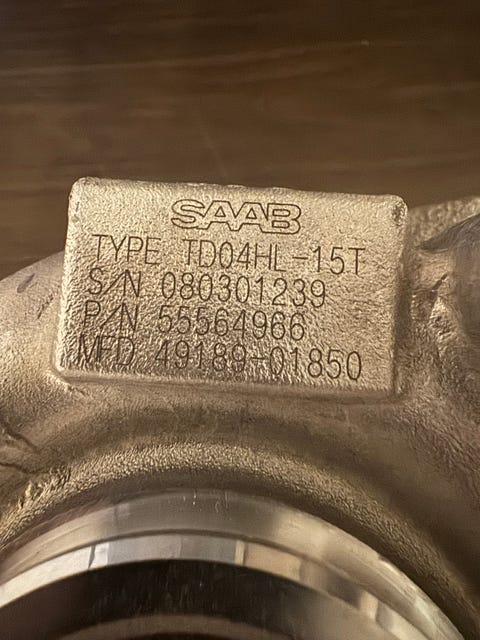 SAAB
TYPE TD04HL-15T
S/N 080301239
P/N 55564966
MFD 49189-01850